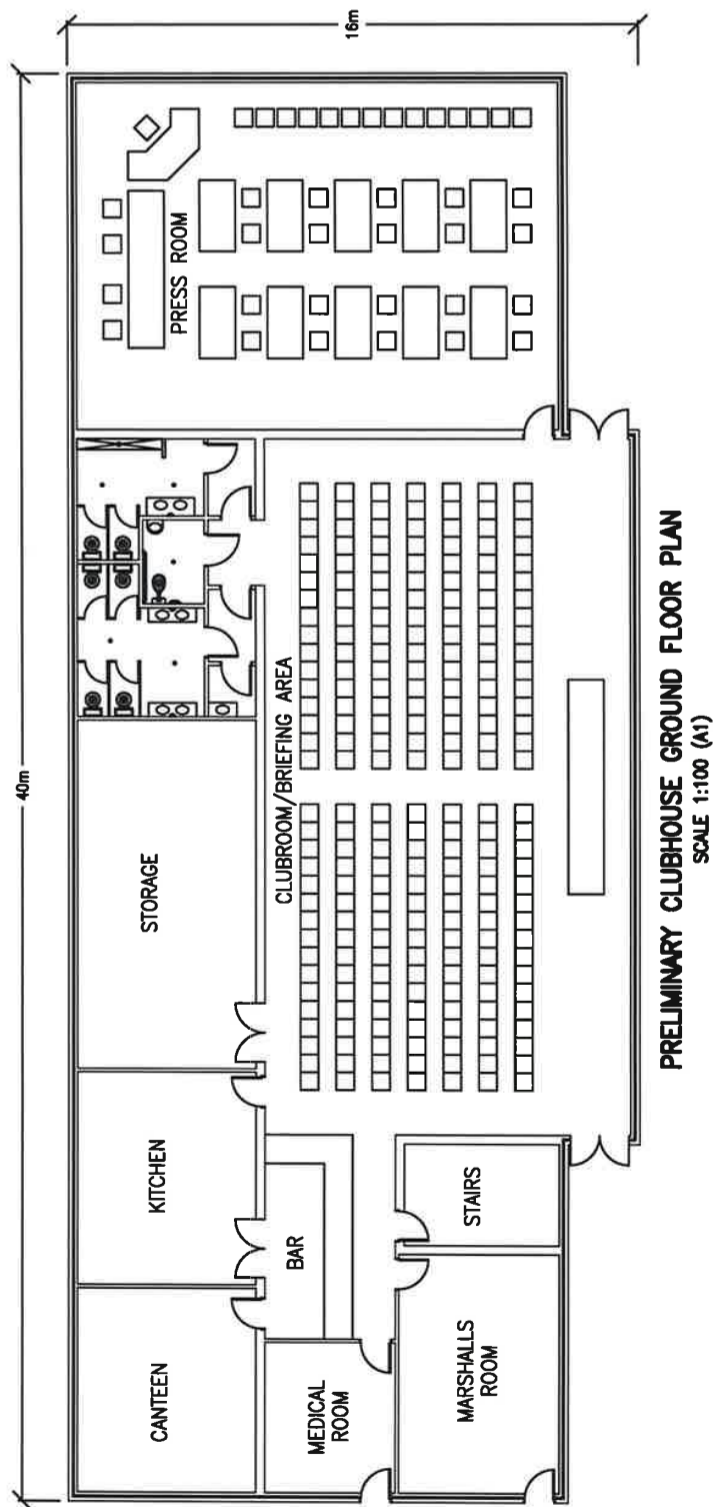 40m
16m
CANTEEN
KITCHEN
STORAGE
PRESS ROOM
MEDICAL
ROOM
BAR
CLUBROOM/BRIEFING AREA
MARSHALLS
ROOM
STAIRS
PRELIMINARY CLUBHOUSE GROUND FLOOR PLAN
SCALE 1:100 (A1)